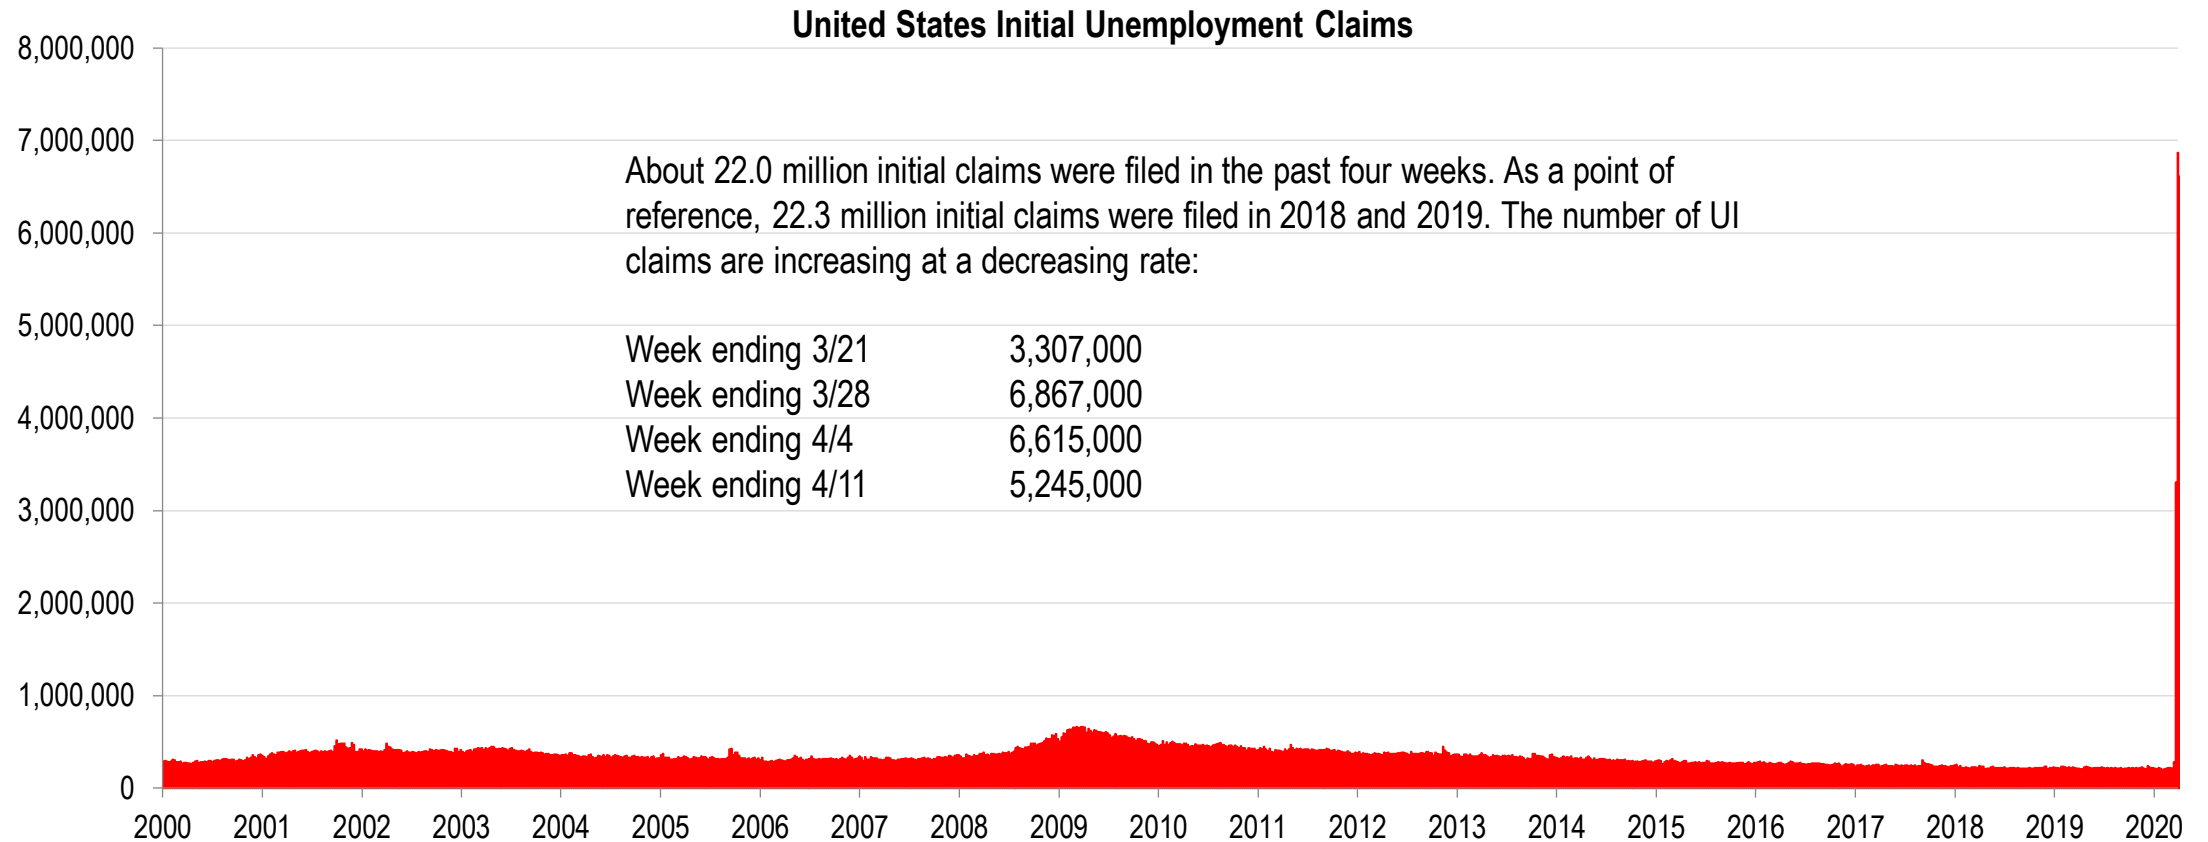 United States Initial Unemployment Claims
8,000,000
7,000,000
6,000,000
5,000,000
4,000,000
3,000,000
2,000,000
1,000,000
0
About 22.0 million initial claims were filed in the past four weeks. As a point of
reference, 22.3 million initial claims were filed in 2018 and 2019. The number of UI
claims are increasing at a decreasing rate:
Week ending 3/21 3,307,000
Week ending 3/28 6,867,000
Week ending 4/4 6,615,000
Week ending 4/11 5,245,000
2000 2001 2002 2003 2004 2005 2006 2007 2008 2009 2010 2011 2012 2013 2014 2015 2016 2017 2018 2019 2020